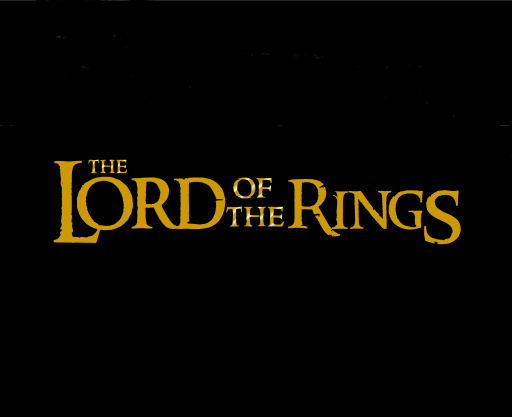 THE
LORD OF THE RINGS